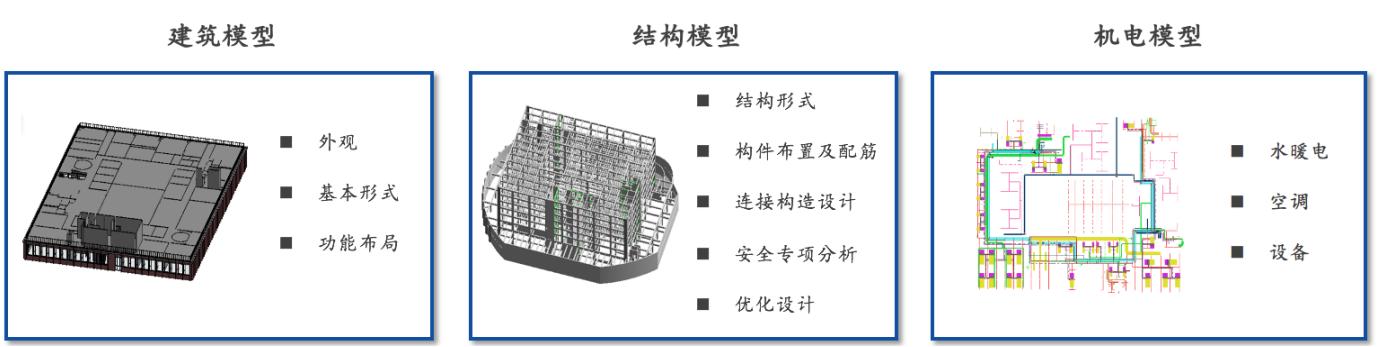 建筑模型
外观
基本形式
功能布局
结构模型
结构形式
构件布置及配筋
连接构造设计
安全专项分析
优化设计
机电模型
水暖电
空调
设备